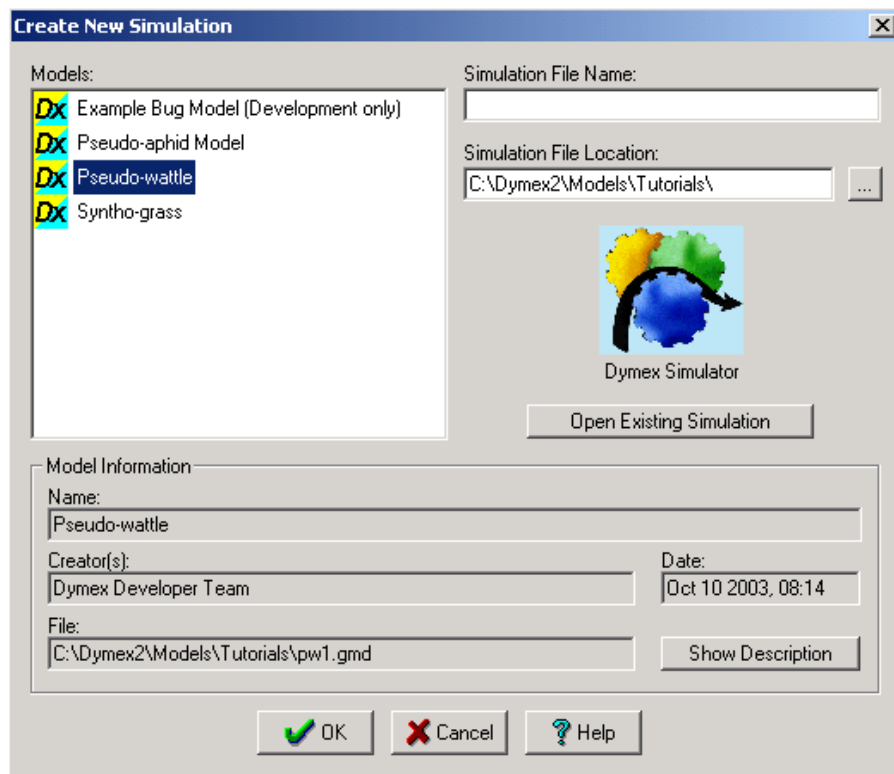 Create New Simulation
Models:
Dx Example Bug Model (Development only)
Dx Pseudo-aphid Model
Dx Pseudo-wattle
Dx Syntho-grass
Simulation File Name:
Simulation File Location:
C:\Dymex2\Models\Tutorials\
...
Dymex Simulator
Open Existing Simulation
Model Information
Name:
Pseudo-wattle
Creator(s):
Dymex Developer Team
Date:
Oct 10 2003, 08:14
File:
C:\Dymex2\Models\Tutorials\pw1.gmd
Show Description
OK
Cancel
? Help